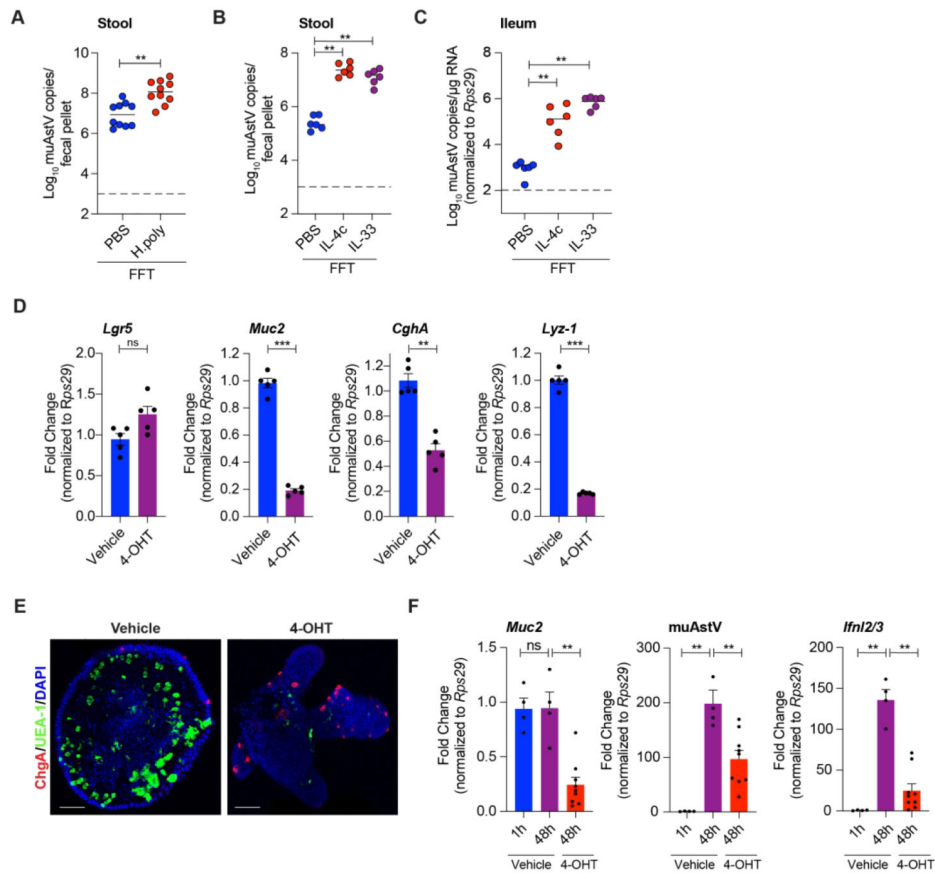 A
Stool
Log10 muAstV copies/
fecal pellet
10
8
6
4
2
**
PBS
H.poly
FFT
B
Stool
Log10 muAstV copies/
fecal pellet
8
6
4
2
**
**
PBS
IL-4c
IL-33
FFT
C
Ileum
Log10 muAstV copies/µg RNA
(normalized to Rps29)
8
6
4
2
**
**
PBS
IL-4c
IL-33
FFT
D
Lgr5
Fold Change
(normalized to Rps29)
2.0
1.5
1.0
0.5
0.0
ns
Vehicle
4-OHT
Muc2
Fold Change
(normalized to Rps29)
1.2
1.0
0.8
0.6
0.4
0.2
0.0
***
Vehicle
4-OHT
CghA
Fold Change
(normalized to Rps29)
1.4
1.2
1.0
0.8
0.6
0.4
0.2
0.0
**
Vehicle
4-OHT
Lyz-1
Fold Change
(normalized to Rps29)
1.2
1.0
0.8
0.6
0.4
0.2
0.0
***
Vehicle
4-OHT
E
Vehicle
4-OHT
ChgA/UEA-1/DAPI
F
Muc2
Fold Change
(normalized to Rps29)
1.5
1.0
0.5
0.0
ns
**
1h
48h
48h
Vehicle
4-OHT
muAstV
Fold Change
(normalized to Rps29)
300
200
100
0
**
**
1h
48h
48h
Vehicle
4-OHT
Ifnl2/3
Fold Change
(normalized to Rps29)
200
150
100
50
0
**
**
1h
48h
48h
Vehicle
4-OHT